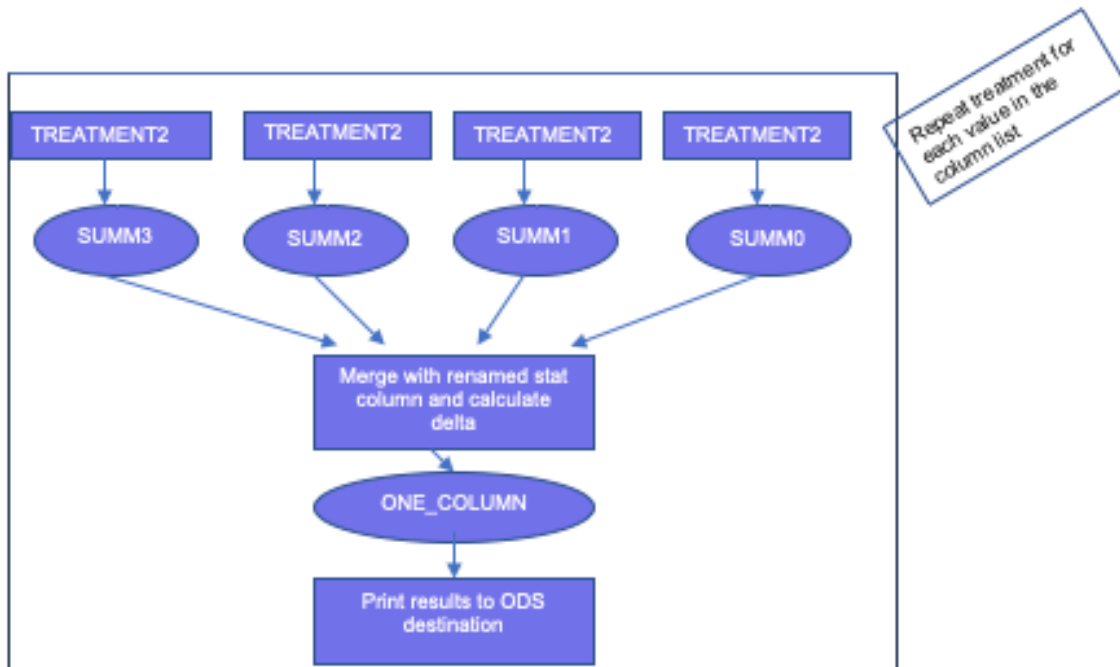 Repeat treatment for
each value in the
column list
TREATMENT2
TREATMENT2
TREATMENT2
TREATMENT2
SUMM3
SUMM2
SUMM1
SUMM0
Merge with renamed stat
column and calculate
delta
ONE_COLUMN
Print results to ODS
destination